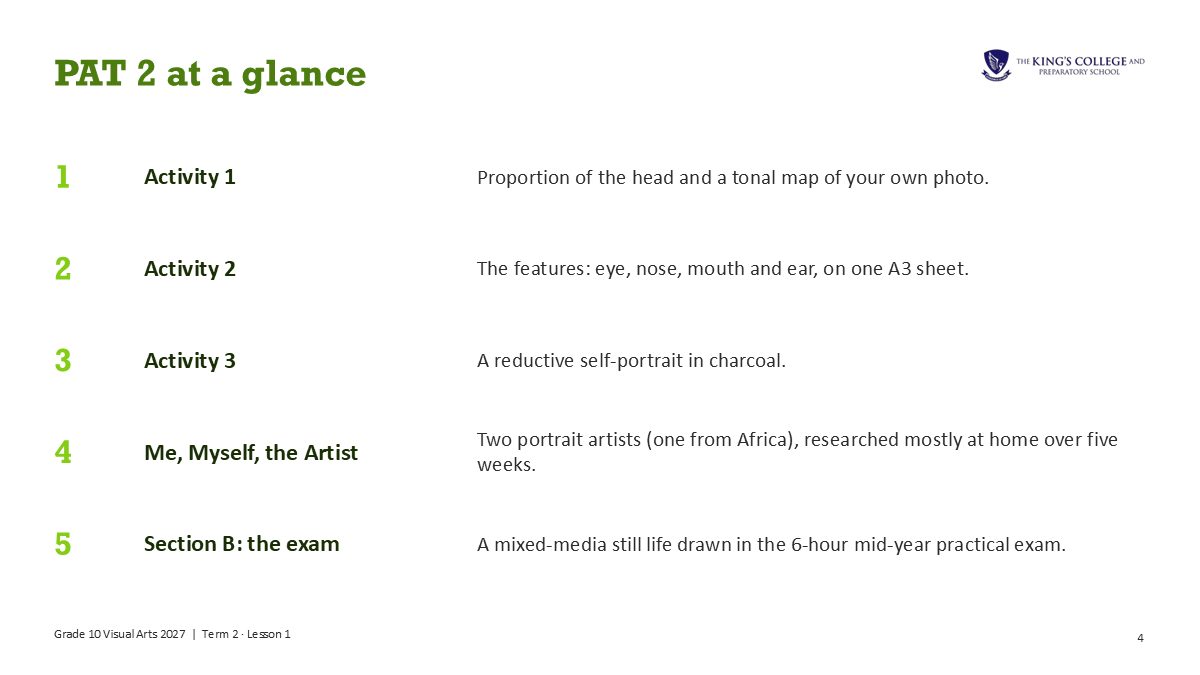 PAT 2 at a glance
THE KING'S COLLEGE AND
PREPARATORY SCHOOL
1
Activity 1
Proportion of the head and a tonal map of your own photo.
2
Activity 2
The features: eye, nose, mouth and ear, on one A3 sheet.
3
Activity 3
A reductive self-portrait in charcoal.
4
Me, Myself, the Artist
Two portrait artists (one from Africa), researched mostly at home over five
weeks.
5
Section B: the exam
A mixed-media still life drawn in the 6-hour mid-year practical exam.
Grade 10 Visual Arts 2027 | Term 2 · Lesson 1
4